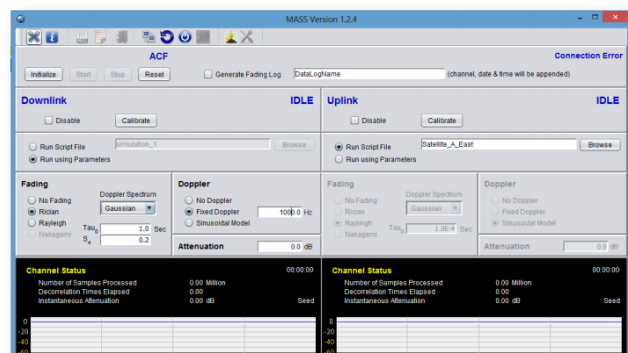 MASS Version 1.2.4
ACF
Connection Error
Initialize Start Stop Reset Generate Fading Log DataLogName (channel, date & time will be appended)
Downlink IDLE
Disable Calibrate
Run Script File simulation_1 Browse
Run using Parameters
Fading
Doppler Spectrum
No Fading
Gaussian
Rician
Rayleigh
Tau0 1.0 Sec
Nakagami
S4 0.2
Doppler
No Doppler
Fixed Doppler 1000.0 Hz
Sinusoidal Model
Attenuation 0.0 dB
Channel Status 00:00:00
Number of Samples Processed 0.00 Million
Decorrelation Times Elapsed 0.00
Instantaneous Attenuation 0.00 dB Seed
0
-20
-40
-60
Uplink IDLE
Disable Calibrate
Run Script File Satellite_A_East Browse
Run using Parameters
Fading
Doppler Spectrum
No Fading
Gaussian
Rician
Rayleigh
Tau0 1.0E-4 Sec
Nakagami
Doppler
No Doppler
Fixed Doppler
Sinusoidal Model
Attenuation 0.0 dB
Channel Status 00:00:00
Number of Samples Processed 0.00 Million
Decorrelation Times Elapsed 0.00
Instantaneous Attenuation 0.00 dB Seed
0
-20
-40
-60